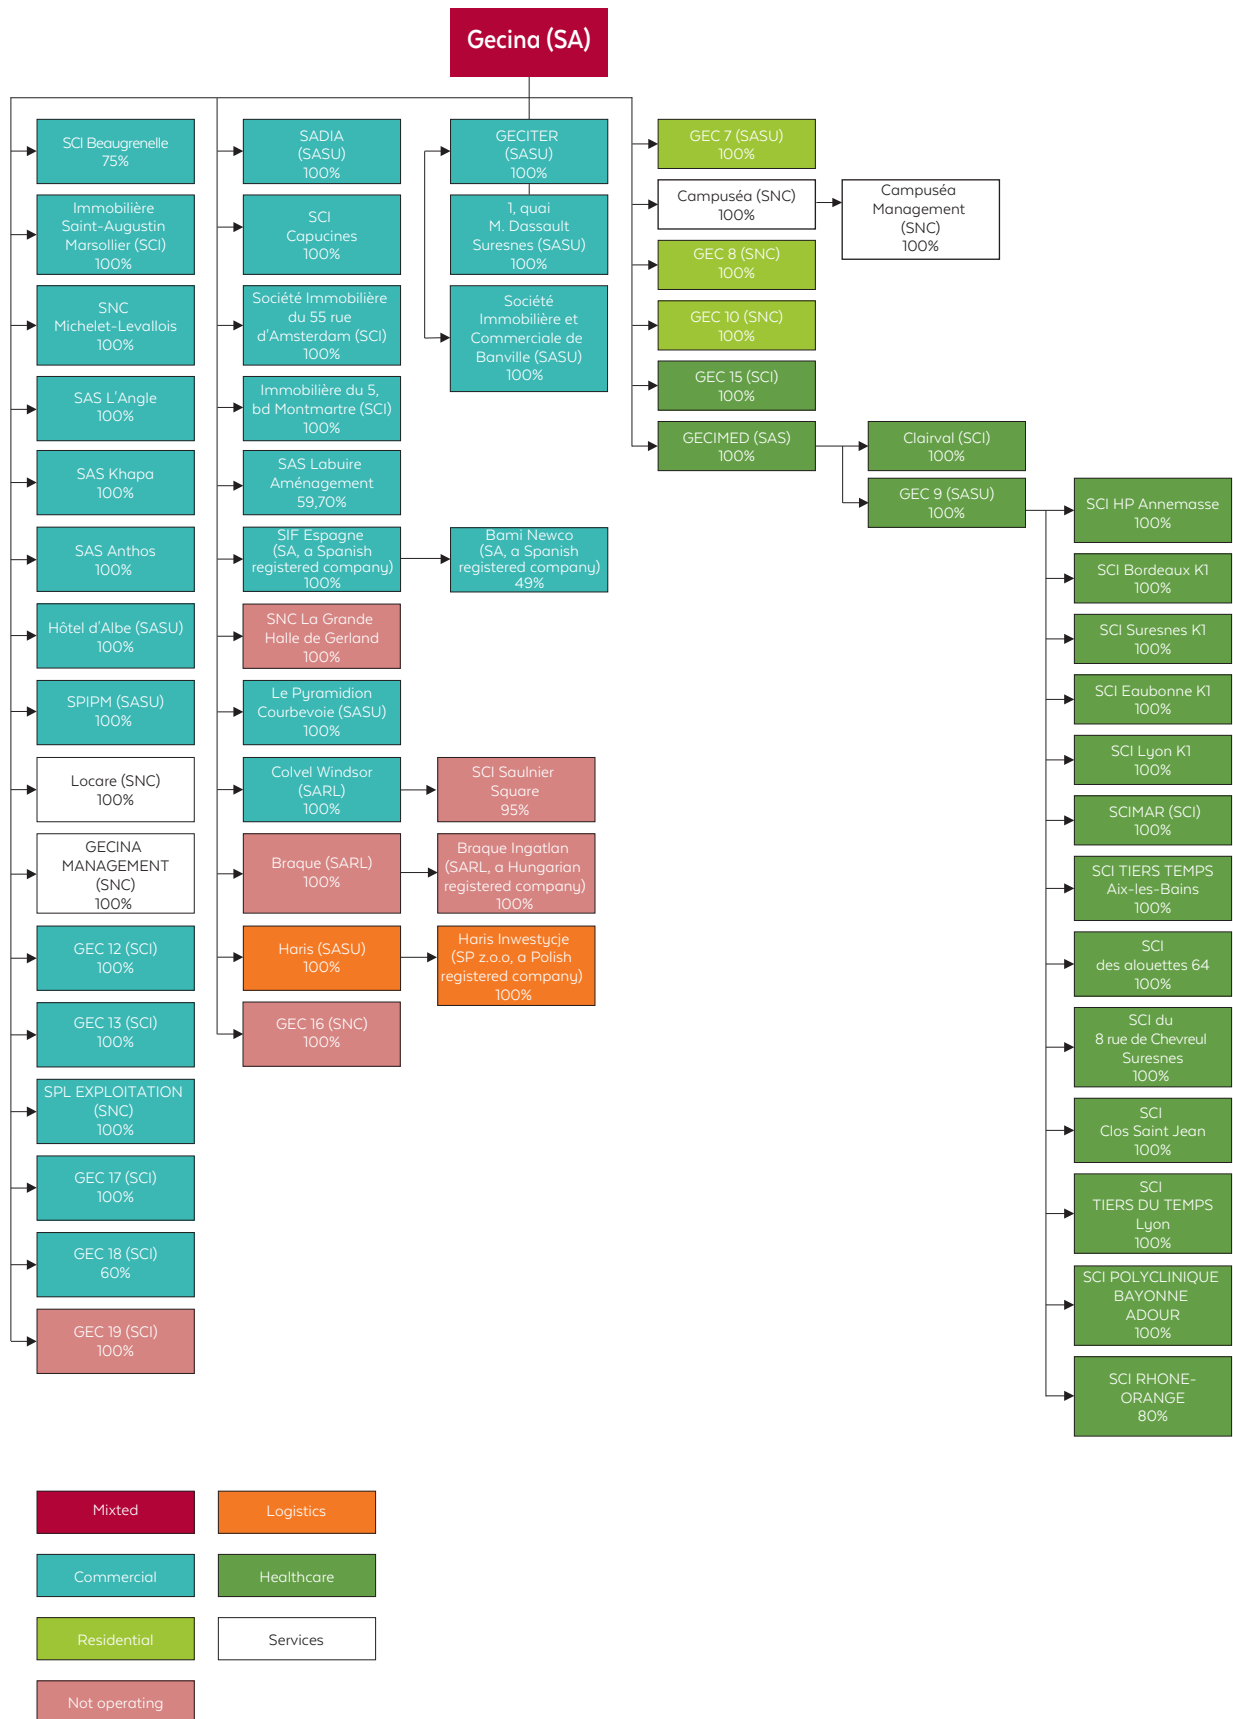 Gecina (SA)
SCI Beaugrenelle
75%
Immobilière
Saint-Augustin
Marsollier (SCI)
100%
SNC
Michelet-Levallois
100%
SAS L'Angle
100%
SAS Khapa
100%
SAS Anthos
100%
Hôtel d'Albe (SASU)
100%
SPIPM (SASU)
100%
Locare (SNC)
100%
GECINA
MANAGEMENT
(SNC)
100%
GEC 12 (SCI)
100%
GEC 13 (SCI)
100%
SPL EXPLOITATION
(SNC)
100%
GEC 17 (SCI)
100%
GEC 18 (SCI)
60%
GEC 19 (SCI)
100%
SADIA
(SASU)
100%
SCI
Capucines
100%
Société Immobilière
du 55 rue
d'Amsterdam (SCI)
100%
Immobilière du 5,
bd Montmartre (SCI)
100%
SAS Labuire
Aménagement
59,70%
SIF Espagne
(SA, a Spanish
registered company)
100%
Bami Newco
(SA, a Spanish
registered company)
49%
SNC La Grande
Halle de Gerland
100%
Le Pyramidion
Courbevoie (SASU)
100%
Colvel Windsor
(SARL)
100%
SCI Saulnier
Square
95%
Braque (SARL)
100%
Braque Ingatlan
(SARL, a Hungarian
registered company)
100%
Haris (SASU)
100%
Haris Inwestycje
(SP z.o.o, a Polish
registered company)
100%
GEC 16 (SNC)
100%
GECITER
(SASU)
100%
1, quai
M. Dassault
Suresnes (SASU)
100%
Société
Immobilière et
Commerciale de
Banville (SASU)
100%
GEC 7 (SASU)
100%
Campuséa (SNC)
100%
Campuséa
Management
(SNC)
100%
GEC 8 (SNC)
100%
GEC 10 (SNC)
100%
GEC 15 (SCI)
100%
GECIMED (SAS)
100%
Clairval (SCI)
100%
GEC 9 (SASU)
100%
SCI HP Annemasse
100%
SCI Bordeaux K1
100%
SCI Suresnes K1
100%
SCI Eaubonne K1
100%
SCI Lyon K1
100%
SCIMAR (SCI)
100%
SCI TIERS TEMPS
Aix-les-Bains
100%
SCI
des alouettes 64
100%
SCI du
8 rue de Chevreul
Suresnes
100%
SCI
Clos Saint Jean
100%
SCI
TIERS DU TEMPS
Lyon
100%
SCI POLYCLINIQUE
BAYONNE
ADOUR
100%
SCI RHONE-
ORANGE
80%
Mixted
Logistics
Commercial
Healthcare
Residential
Services
Not operating